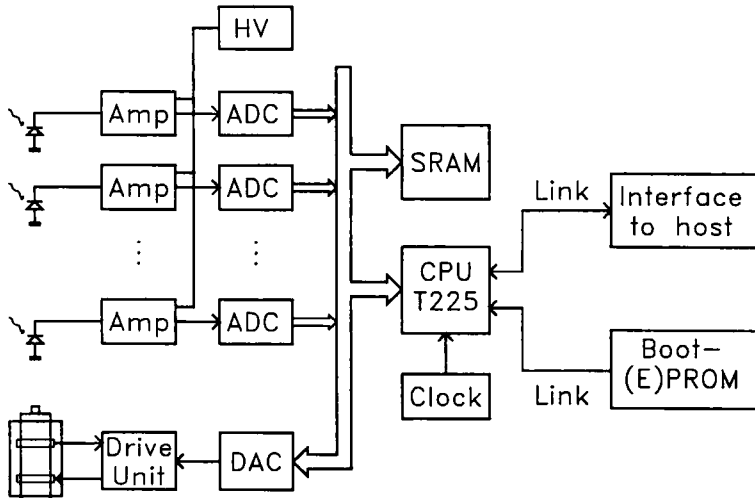 HV
Amp
ADC
Amp
ADC
SRAM
Link
Interface
to host
CPU
T225
Amp
ADC
Boot-
(E)PROM
Clock
Link
Drive
Unit
DAC